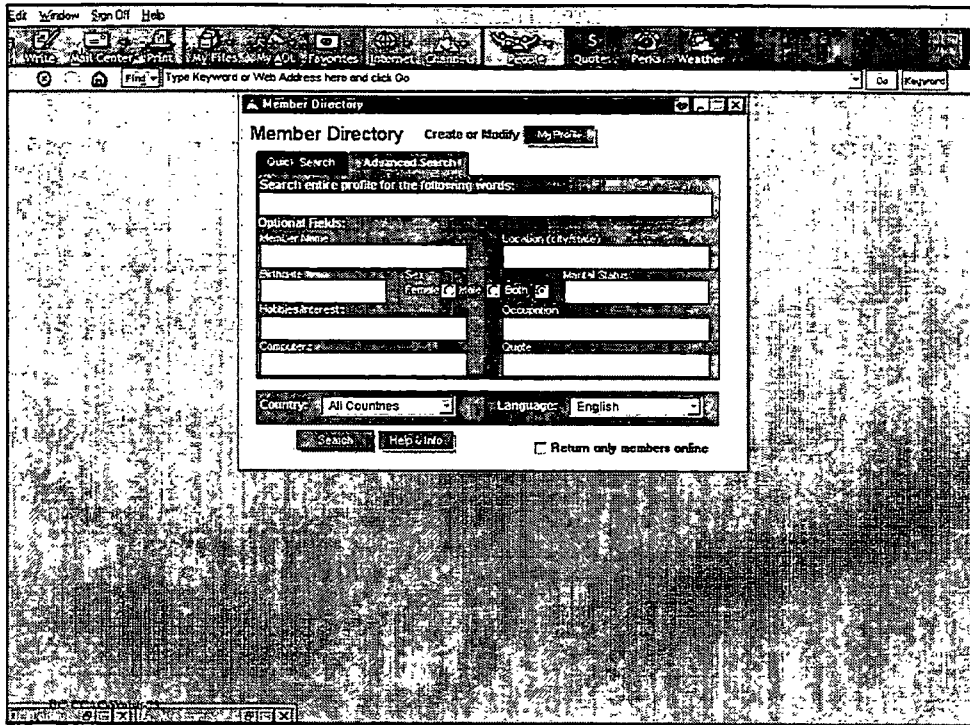 Edit Window Sign Off Help
Write Mail Center Print My Files My AOL Favorites Internet Channels People Quotes Perks Weather
Find Type Keyword or Web Address here and click Go Go Keyword
Member Directory
Member Directory Create or Modify My Profile
Quick Search Advanced Search
Search entire profile for the following words:
Optional Fields:
Member Name Location (city/state)
Birthdate Sex Marital Status
Female Male Both
Hobbies/Interests Occupation
Computers Quote
Country: All Countries Language: English
Search Help & Info
Return only members online